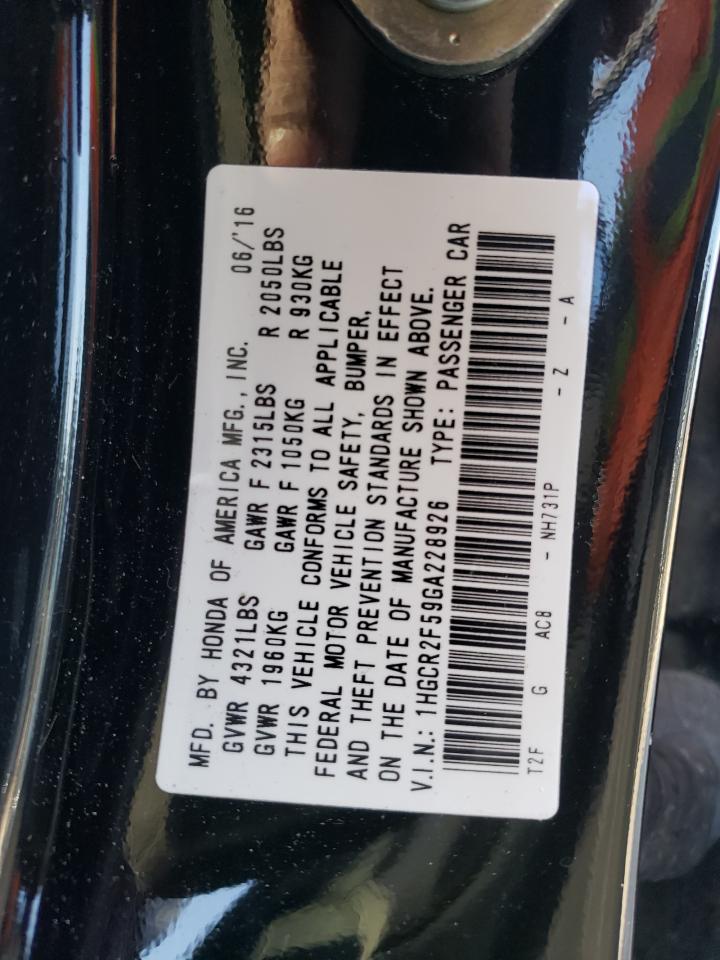 MFD. BY HONDA OF AMERICA MFG., INC. 06/'16
GVWR 4321LBS GAWR F 2315LBS R 2050LBS
GVWR 1960KG GAWR F 1050KG R 930KG
THIS VEHICLE CONFORMS TO ALL APPLICABLE
FEDERAL MOTOR VEHICLE SAFETY, BUMPER,
AND THEFT PREVENTION STANDARDS IN EFFECT
ON THE DATE OF MANUFACTURE SHOWN ABOVE.
V.I.N.: 1HGCR2F59GA228926 TYPE: PASSENGER CAR
T2F G AC8 - NH731P - Z - A